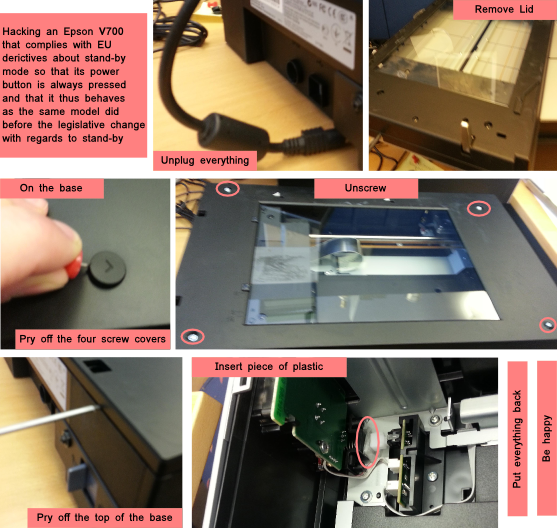 Hacking an Epson V700
that complies with EU
derictives about stand-by
mode so that its power
button is always pressed
and that it thus behaves
as the same model did
before the legislative change
with regards to stand-by
Unplug everything
Remove Lid
On the base
Pry off the four screw covers
Unscrew
Pry off the top of the base
Insert piece of plastic
Put everything back
Be happy